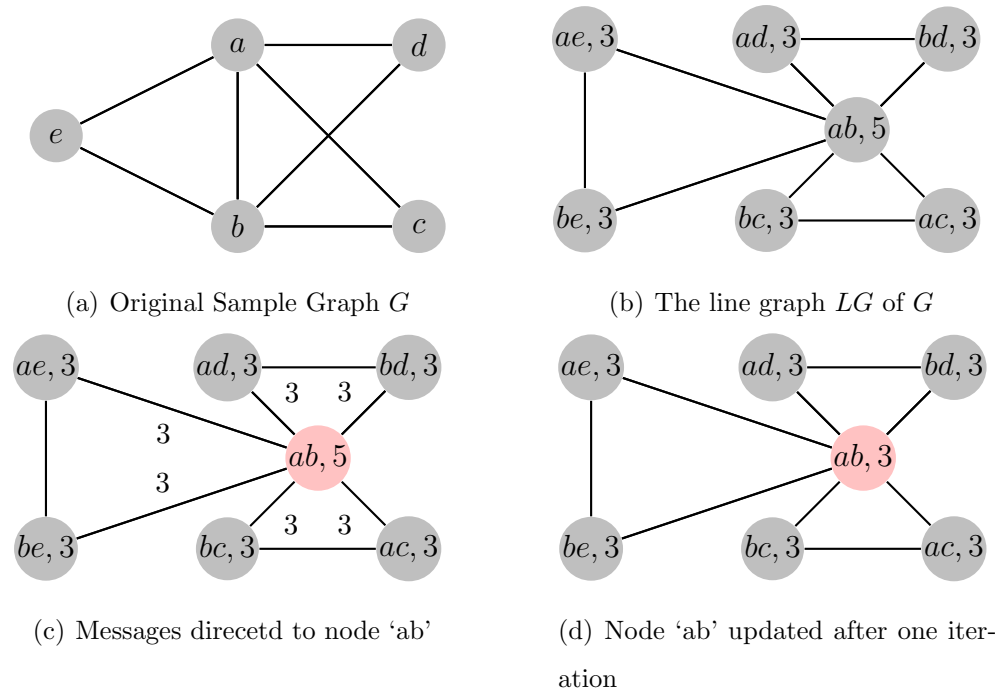 a
d
e
b
c
(a) Original Sample Graph G
ae, 3
ad, 3
bd, 3
ab, 5
be, 3
bc, 3
ac, 3
(b) The line graph LG of G
ae, 3
ad, 3
bd, 3
3
3
3
ab, 5
3
3
3
be, 3
bc, 3
ac, 3
(c) Messages direcetd to node ‘ab’
ae, 3
ad, 3
bd, 3
ab, 3
be, 3
bc, 3
ac, 3
(d) Node ‘ab’ updated after one iter-
ation